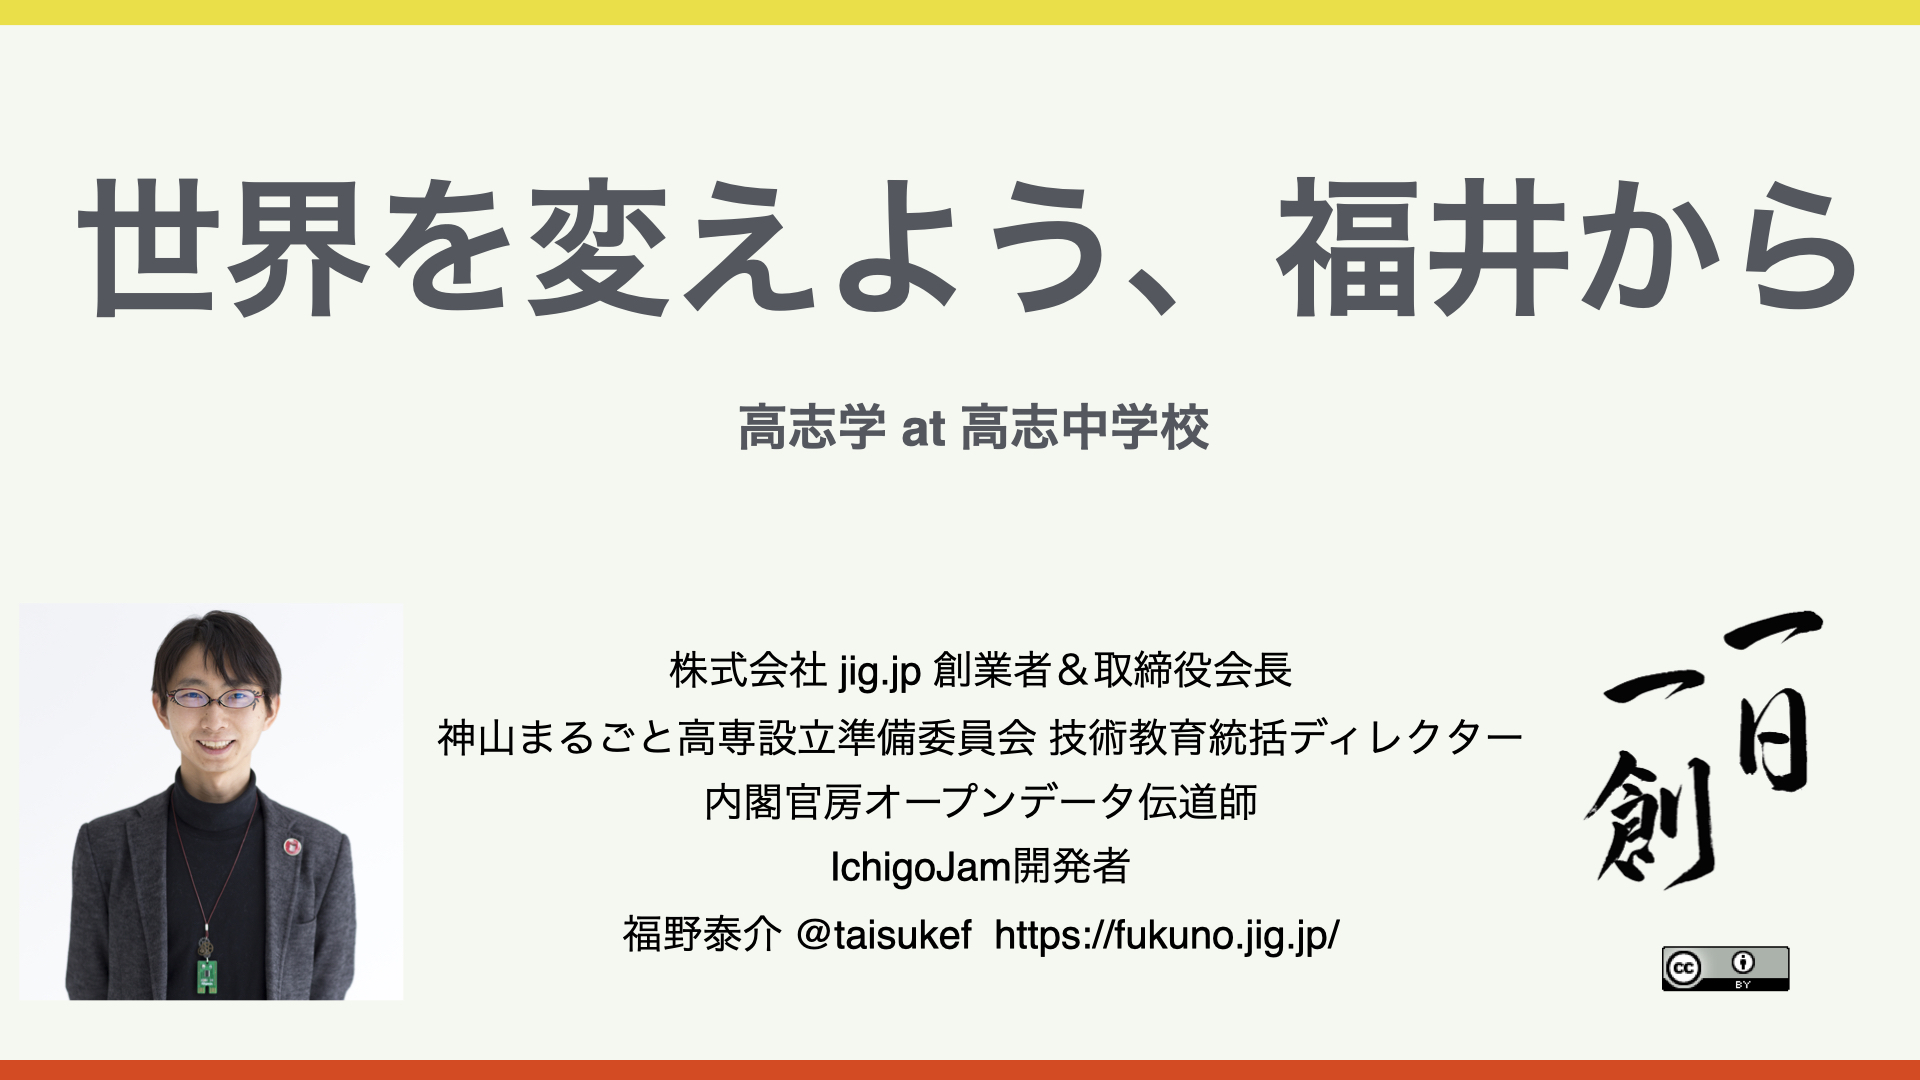 世界を変えよう、福井から
高志学 at 高志中学校
株式会社 jig.jp 創業者＆取締役会長
神山まるごと高専設立準備委員会 技術教育統括ディレクター
内閣官房オープンデータ伝道師
IchigoJam開発者
福野泰介 @taisukef  https://fukuno.jig.jp/
一日
一創
cc
BY